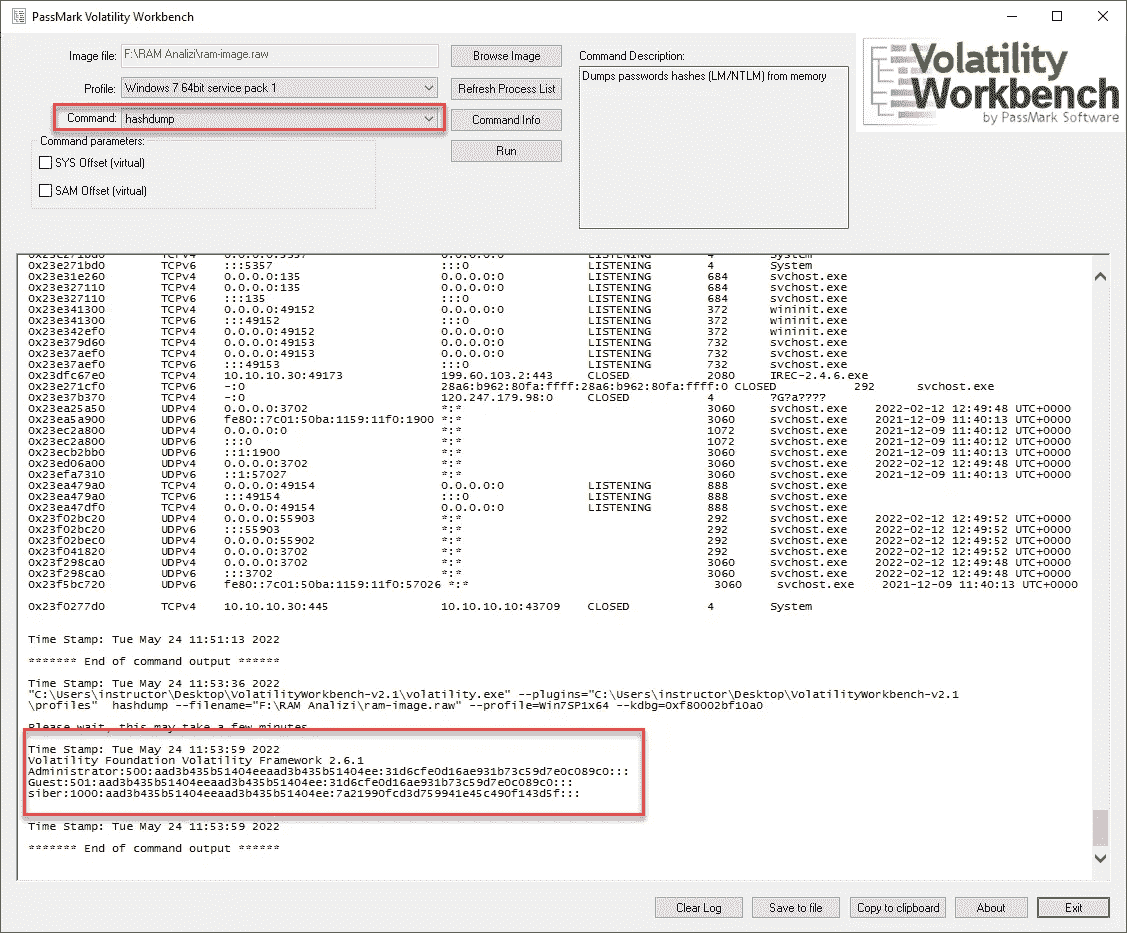 PassMark Volatility Workbench
Image file: F:\RAM Analizi\ram-image.raw Browse Image Command Description:
Profile: Windows 7 64bit service pack 1 Refresh Process List Dumps passwords hashes (LM/NTLM) from memory
Command: hashdump Command Info
Command parameters: Run
SYS Offset (virtual)
SAM Offset (virtual)
Volatility
Workbench
by PassMark Software
0x23e271bd0 TCPv4 0.0.0.0:5357 0.0.0.0:0 LISTENING 4 System
0x23e271bd0 TCPv6 :::5357 :::0 LISTENING 4 System
0x23e31e260 TCPv4 0.0.0.0:135 0.0.0.0:0 LISTENING 684 svchost.exe
0x23e327110 TCPv4 0.0.0.0:135 0.0.0.0:0 LISTENING 684 svchost.exe
0x23e327110 TCPv6 :::135 :::0 LISTENING 684 svchost.exe
0x23e341300 TCPv4 0.0.0.0:49152 0.0.0.0:0 LISTENING 372 wininit.exe
0x23e341300 TCPv6 :::49152 :::0 LISTENING 372 wininit.exe
0x23e342ef0 TCPv4 0.0.0.0:49152 0.0.0.0:0 LISTENING 372 wininit.exe
0x23e379d60 TCPv4 0.0.0.0:49153 0.0.0.0:0 LISTENING 732 svchost.exe
0x23e37aef0 TCPv4 0.0.0.0:49153 0.0.0.0:0 LISTENING 732 svchost.exe
0x23e37aef0 TCPv6 :::49153 :::0 LISTENING 732 svchost.exe
0x23dfc67e0 TCPv4 10.10.10.30:49173 199.60.103.2:443 CLOSED 2080 IREC-2.4.6.exe
0x23e271cf0 TCPv6 -:0 28a6:b962:80fa:ffff:28a6:b962:80fa:ffff:0 CLOSED 292 svchost.exe
0x23e37b370 TCPv4 -:0 120.247.179.98:0 CLOSED 4 ?G?a????
0x23ea25a50 UDPv4 0.0.0.0:3702 *:* 3060 svchost.exe 2022-02-12 12:49:48 UTC+0000
0x23ea5a900 UDPv6 fe80::7c01:50ba:1159:11f0:1900 *:* 3060 svchost.exe 2021-12-09 11:40:13 UTC+0000
0x23ec2a800 UDPv4 0.0.0.0:0 *:* 1072 svchost.exe 2021-12-09 11:40:12 UTC+0000
0x23ec2a800 UDPv6 :::0 *:* 1072 svchost.exe 2021-12-09 11:40:12 UTC+0000
0x23ecb2bb0 UDPv6 ::1:1900 *:* 3060 svchost.exe 2021-12-09 11:40:13 UTC+0000
0x23ed06a00 UDPv4 0.0.0.0:3702 *:* 3060 svchost.exe 2022-02-12 12:49:48 UTC+0000
0x23efa7310 UDPv6 ::1:57027 *:* 3060 svchost.exe 2021-12-09 11:40:13 UTC+0000
0x23ea479a0 TCPv4 0.0.0.0:49154 0.0.0.0:0 LISTENING 888 svchost.exe
0x23ea479a0 TCPv6 :::49154 :::0 LISTENING 888 svchost.exe
0x23ea47df0 TCPv4 0.0.0.0:49154 0.0.0.0:0 LISTENING 888 svchost.exe
0x23f02bc20 UDPv4 0.0.0.0:55903 *:* 292 svchost.exe 2022-02-12 12:49:52 UTC+0000
0x23f02bc20 UDPv6 :::55903 *:* 292 svchost.exe 2022-02-12 12:49:52 UTC+0000
0x23f02bec0 UDPv4 0.0.0.0:55902 *:* 292 svchost.exe 2022-02-12 12:49:52 UTC+0000
0x23f041820 UDPv4 0.0.0.0:3702 *:* 292 svchost.exe 2022-02-12 12:49:52 UTC+0000
0x23f298ca0 UDPv4 0.0.0.0:3702 *:* 3060 svchost.exe 2022-02-12 12:49:48 UTC+0000
0x23f298ca0 UDPv6 :::3702 *:* 3060 svchost.exe 2022-02-12 12:49:48 UTC+0000
0x23f5bc720 UDPv6 fe80::7c01:50ba:1159:11f0:57026 *:* 3060 svchost.exe 2021-12-09 11:40:13 UTC+0000
0x23f0277d0 TCPv4 10.10.10.30:445 10.10.10.10:43709 CLOSED 4 System
Time Stamp: Tue May 24 11:51:13 2022
******* End of command output ******
Time Stamp: Tue May 24 11:53:36 2022
"C:\Users\instructor\Desktop\VolatilityWorkbench-v2.1\volatility.exe" --plugins="C:\Users\instructor\Desktop\VolatilityWorkbench-v2.1
\profiles" hashdump --filename="F:\RAM Analizi\ram-image.raw" --profile=Win7SP1x64 --kdbg=0xf80002bf10a0
Please wait, this may take a few minutes.
Time Stamp: Tue May 24 11:53:59 2022
Volatility Foundation Volatility Framework 2.6.1
Administrator:500:aad3b435b51404eeaad3b435b51404ee:31d6cfe0d16ae931b73c59d7e0c089c0:::
Guest:501:aad3b435b51404eeaad3b435b51404ee:31d6cfe0d16ae931b73c59d7e0c089c0:::
siber:1000:aad3b435b51404eeaad3b435b51404ee:7a21990fcd3d759941e45c490f143d5f:::
Time Stamp: Tue May 24 11:53:59 2022
******* End of command output ******
Clear Log Save to file Copy to clipboard About Exit